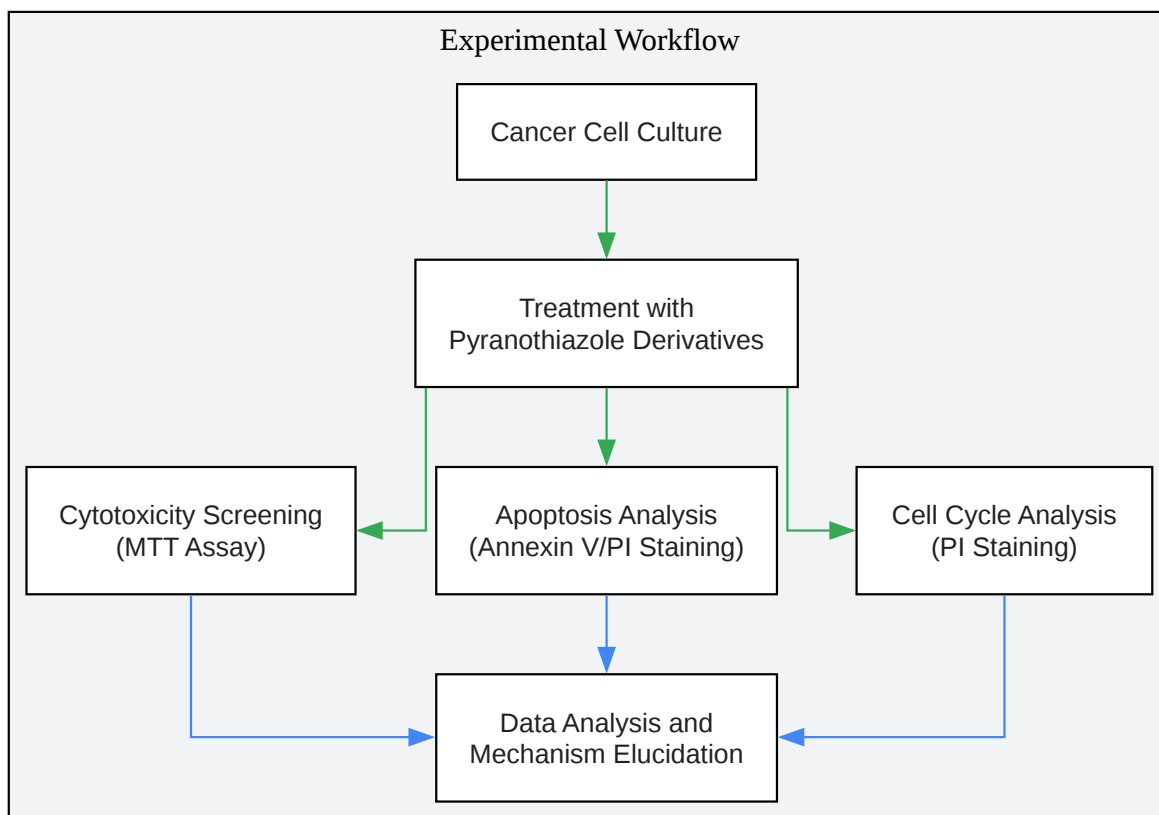 Experimental Workflow
Cancer Cell Culture
Treatment with
Pyranothiazole Derivatives
Cytotoxicity Screening
(MTT Assay)
Apoptosis Analysis
(Annexin V/PI Staining)
Cell Cycle Analysis
(PI Staining)
Data Analysis and
Mechanism Elucidation